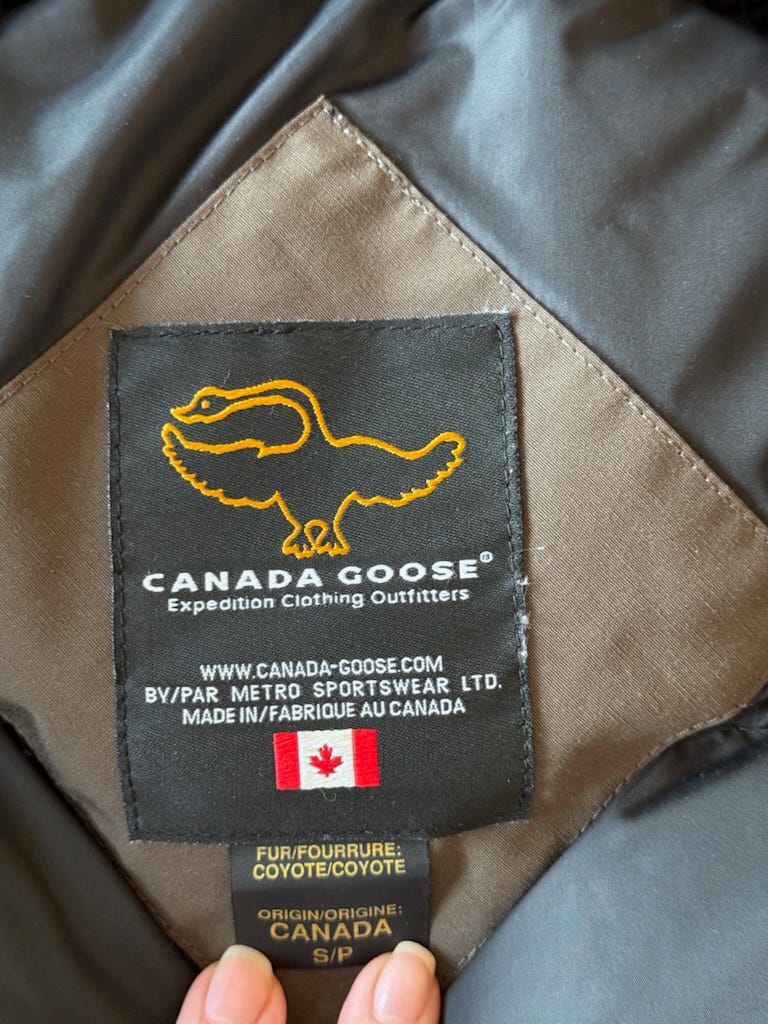 CANADA GOOSE®
Expedition Clothing Outfitters
WWW.CANADA-GOOSE.COM
BY/PAR METRO SPORTSWEAR LTD.
MADE IN/FABRIQUE AU CANADA
FUR/FOURRURE:
COYOTE/COYOTE
ORIGIN/ORIGINE:
CANADA
S/P